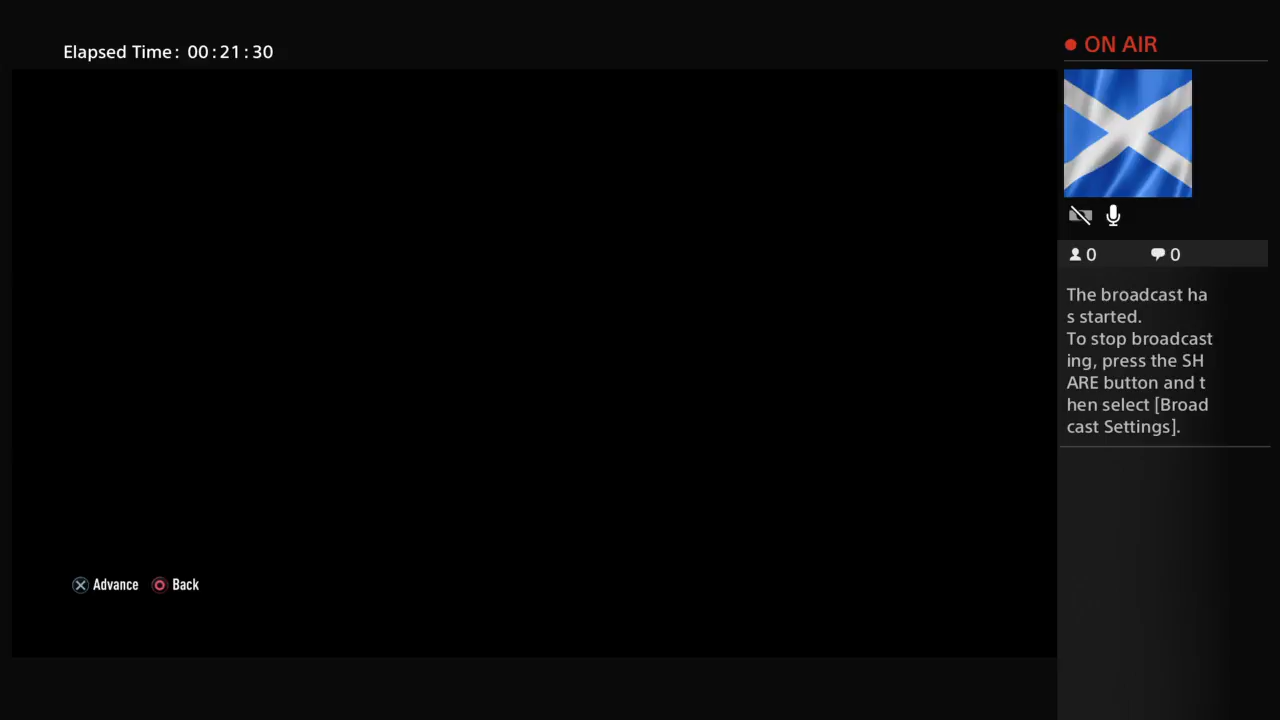 Elapsed Time: 00:21:30
ON AIR
0 0
The broadcast ha
s started.
To stop broadcast
ing, press the SH
ARE button and t
hen select [Broad
cast Settings].
Advance Back